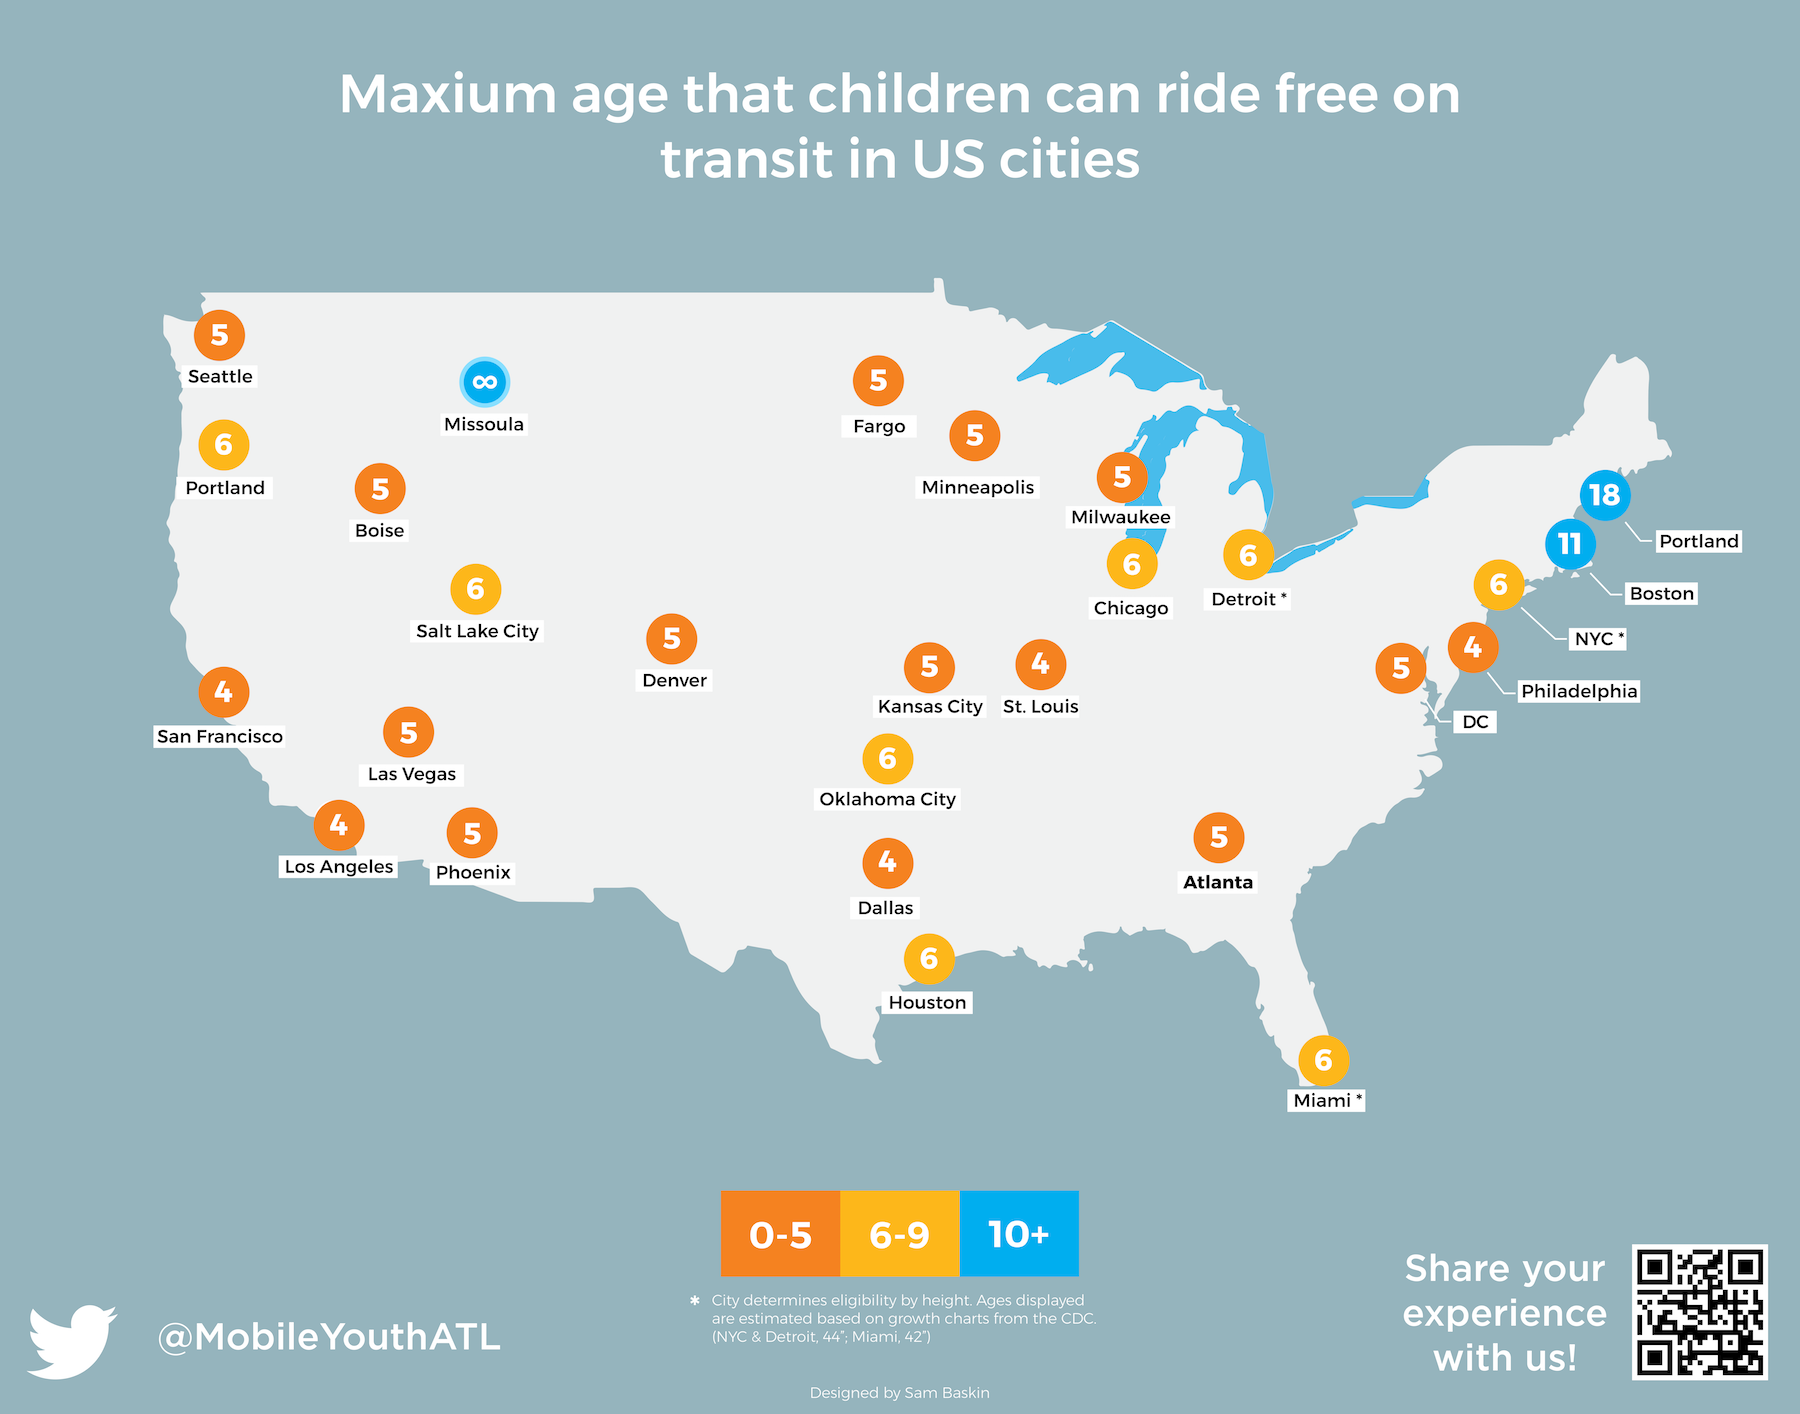 Maxium age that children can ride free on
transit in US cities
5
Seattle
∞
Missoula
6
Portland
5
Boise
6
Salt Lake City
5
Denver
4
San Francisco
5
Las Vegas
4
Los Angeles
5
Phoenix
5
Fargo
5
Minneapolis
5
Milwaukee
6
Chicago
6
Detroit *
5
Kansas City
4
St. Louis
6
Oklahoma City
4
Dallas
6
Houston
5
Atlanta
6
Miami *
18
Portland
11
Boston
6
NYC *
4
Philadelphia
5
DC
0-5
6-9
10+
* City determines eligibility by height. Ages displayed
are estimated based on growth charts from the CDC.
(NYC & Detroit, 44"; Miami, 42")
@MobileYouthATL
Designed by Sam Baskin
Share your
experience
with us!